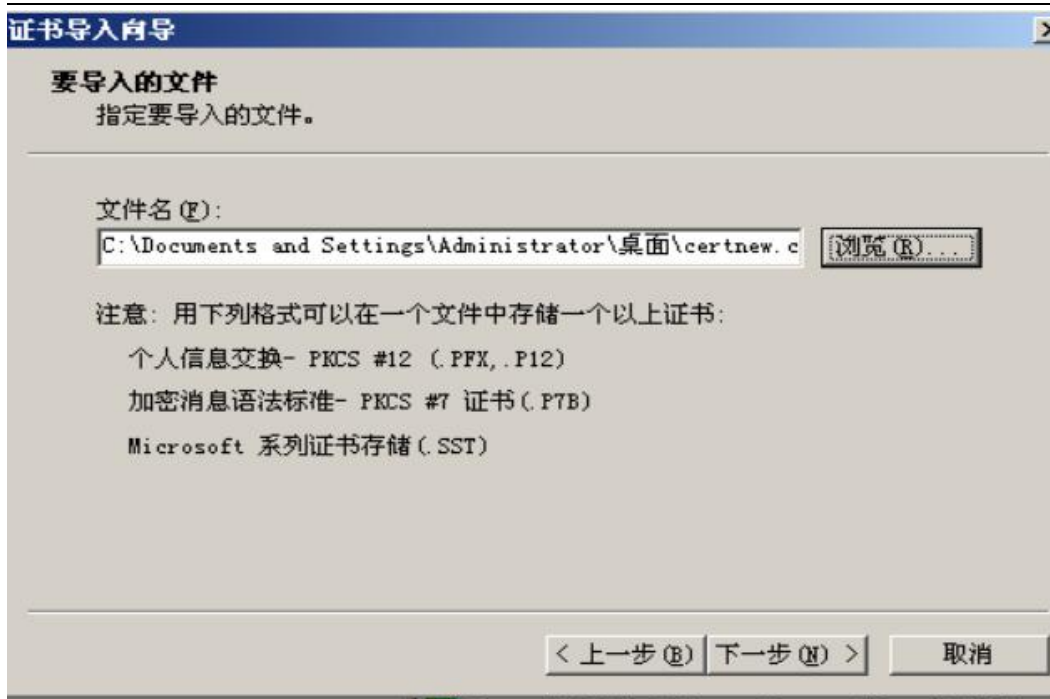 证书导入向导
要导入的文件
指定要导入的文件。
文件名(F):
C:\Documents and Settings\Administrator\桌面\certnew.c 浏览(R)...
注意: 用下列格式可以在一个文件中存储一个以上证书:
个人信息交换- PKCS #12 (.PFX,.P12)
加密消息语法标准- PKCS #7 证书(.P7B)
Microsoft 系列证书存储(.SST)
< 上一步(B) 下一步(N) > 取消